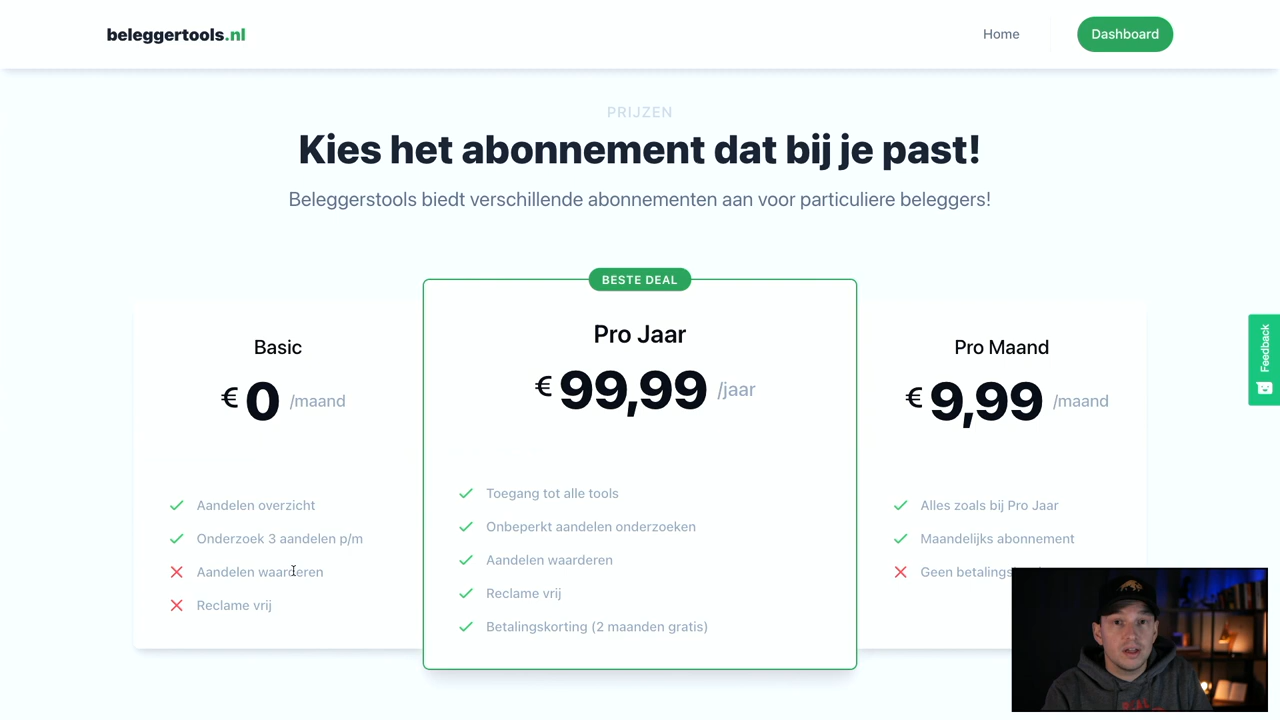 beleggertools.nl
Home
Dashboard
PRIJZEN
Kies het abonnement dat bij je past!
Beleggerstools biedt verschillende abonnementen aan voor particuliere beleggers!
BESTE DEAL
Basic
€ 0 /maand
Aandelen overzicht
Onderzoek 3 aandelen p/m
Aandelen waarderen
Reclame vrij
Pro Jaar
€ 99,99 /jaar
Toegang tot alle tools
Onbeperkt aandelen onderzoeken
Aandelen waarderen
Reclame vrij
Betalingskorting (2 maanden gratis)
Pro Maand
€ 9,99 /maand
Alles zoals bij Pro Jaar
Maandelijks abonnement
Geen
Feedback